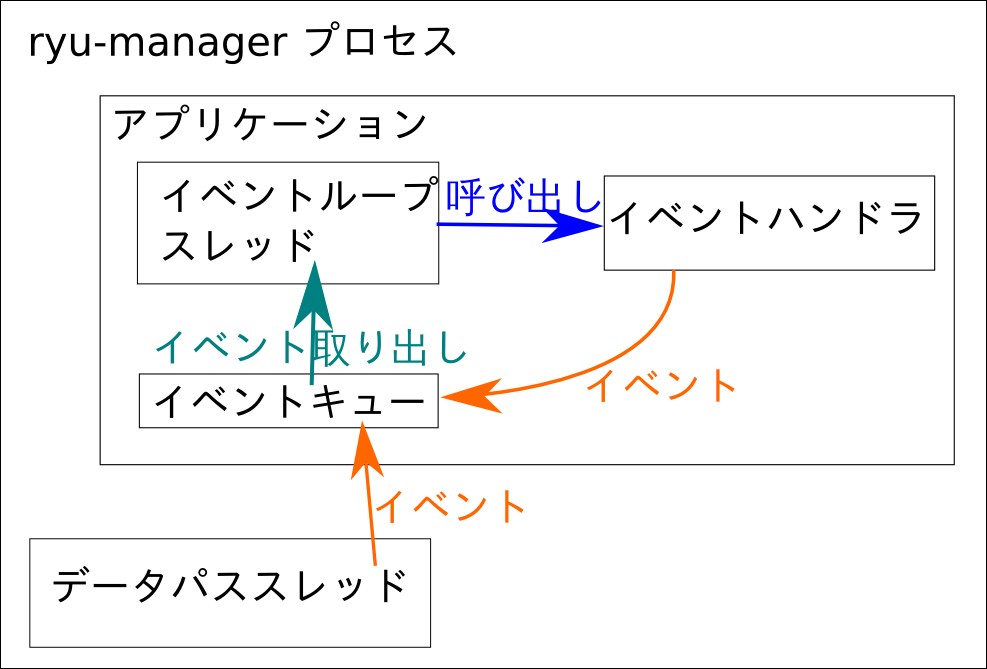 ryu-manager プロセス
アプリケーション
イベントループ
スレッド
呼び出し
イベントハンドラ
イベント取り出し
イベントキュー
イベント
イベント
データパススレッド